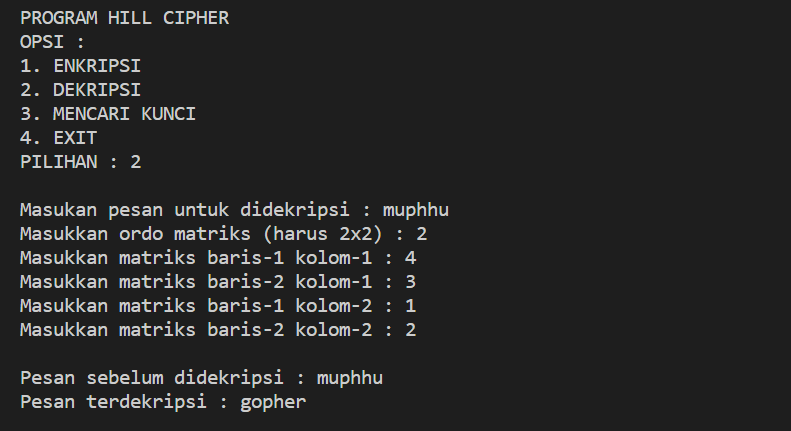 PROGRAM HILL CIPHER
OPSI :
1. ENKRIPSI
2. DEKRIPSI
3. MENCARI KUNCI
4. EXIT
PILIHAN : 2
Masukan pesan untuk didekripsi : muphhu
Masukkan ordo matriks (harus 2x2) : 2
Masukkan matriks baris-1 kolom-1 : 4
Masukkan matriks baris-2 kolom-1 : 3
Masukkan matriks baris-1 kolom-2 : 1
Masukkan matriks baris-2 kolom-2 : 2
Pesan sebelum didekripsi : muphhu
Pesan terdekripsi : gopher